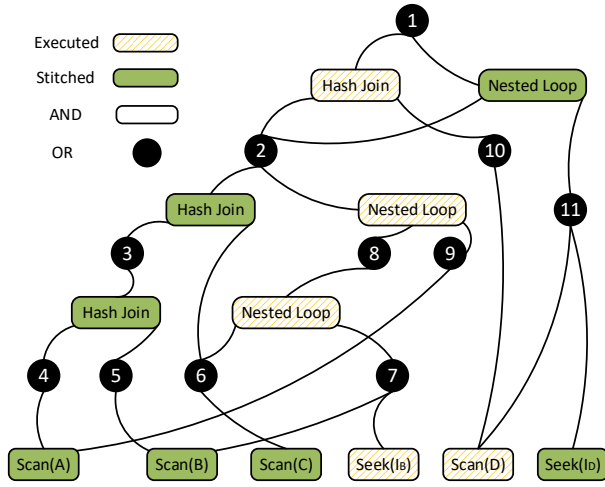 1
Executed
Stitched
AND
OR
Hash Join
Nested Loop
2
10
Hash Join
Nested Loop
11
3
8
9
Hash Join
Nested Loop
4
5
6
7
Scan(A)
Scan(B)
Scan(C)
Seek(IB)
Scan(D)
Seek(ID)